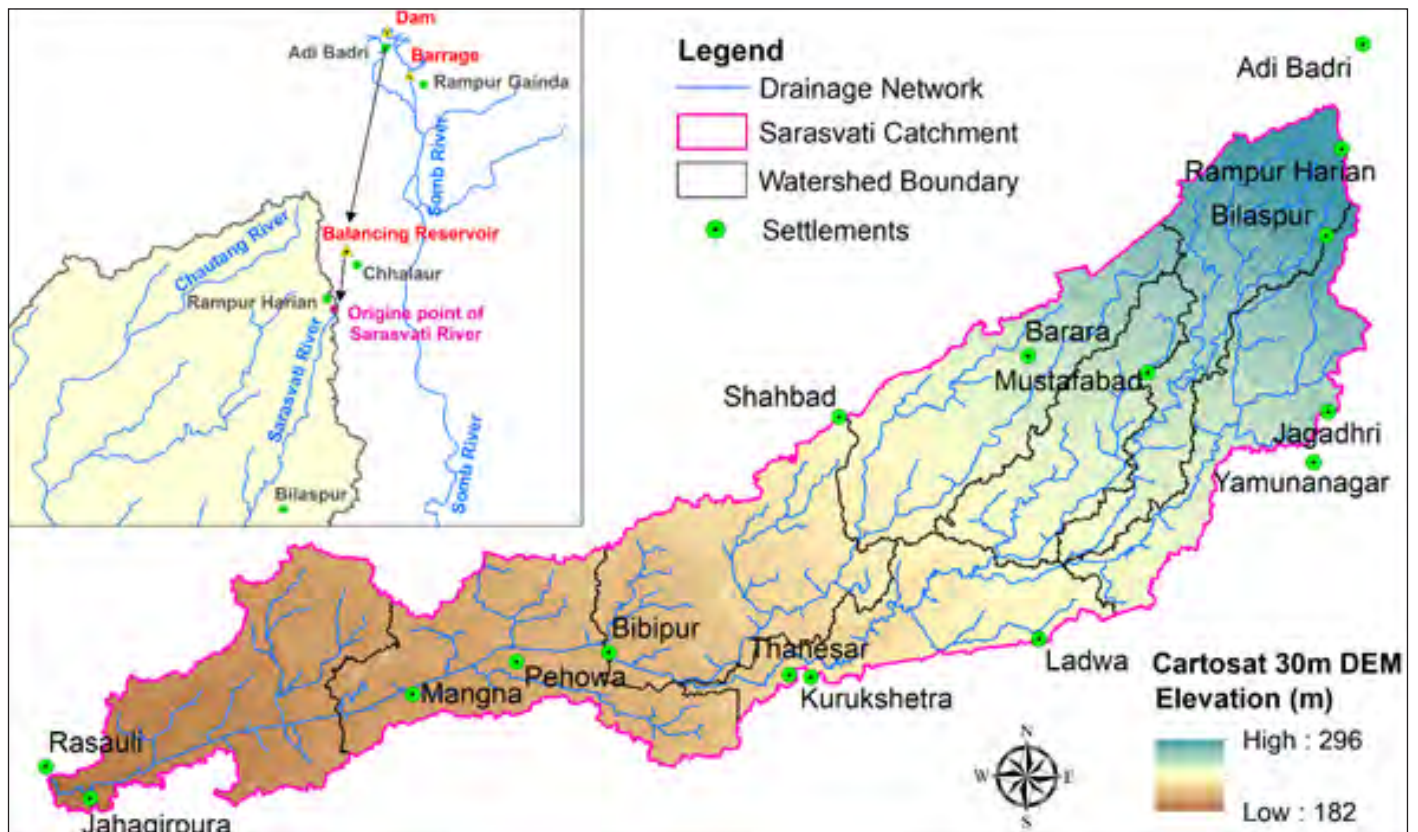 Dam
Adi Badri
Barrage
Rampur Gainda
Somb River
Balancing Reservoir
Chautang River
Chhalaur
Rampur Harian
Origine point of
Sarasvati River
Sarasvati River
Somb River
Bilaspur
Legend
Drainage Network
Sarasvati Catchment
Watershed Boundary
Settlements
Adi Badri
Rampur Harian
Bilaspur
Barara
Mustafabad
Shahbad
Jagadhri
Yamunanagar
Bibipur
Thanesar
Ladwa
Pehowa
Kurukshetra
Mangna
Rasauli
Jahagirpura
N
W
E
S
Cartosat 30m DEM
Elevation (m)
High : 296
Low : 182